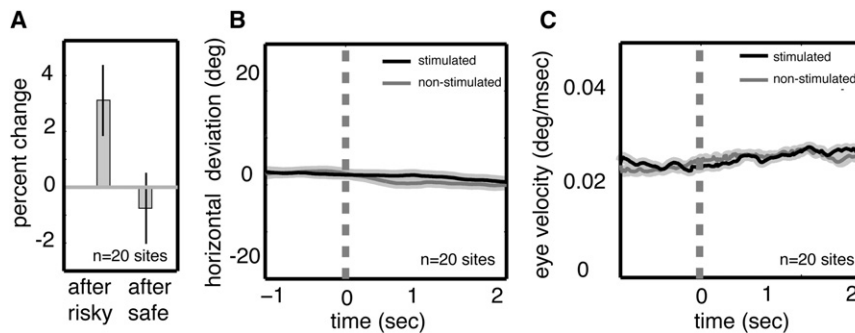 A
percent change
4
2
0
-2
n=20 sites
after after
risky safe
B
horizontal deviation (deg)
20
0
-20
stimulated
non-stimulated
n=20 sites
−1 0 1 2
time (sec)
C
eye velocity (deg/msec)
0.04
0.02
0
stimulated
non-stimulated
n=20 sites
0 1 2
time (sec)